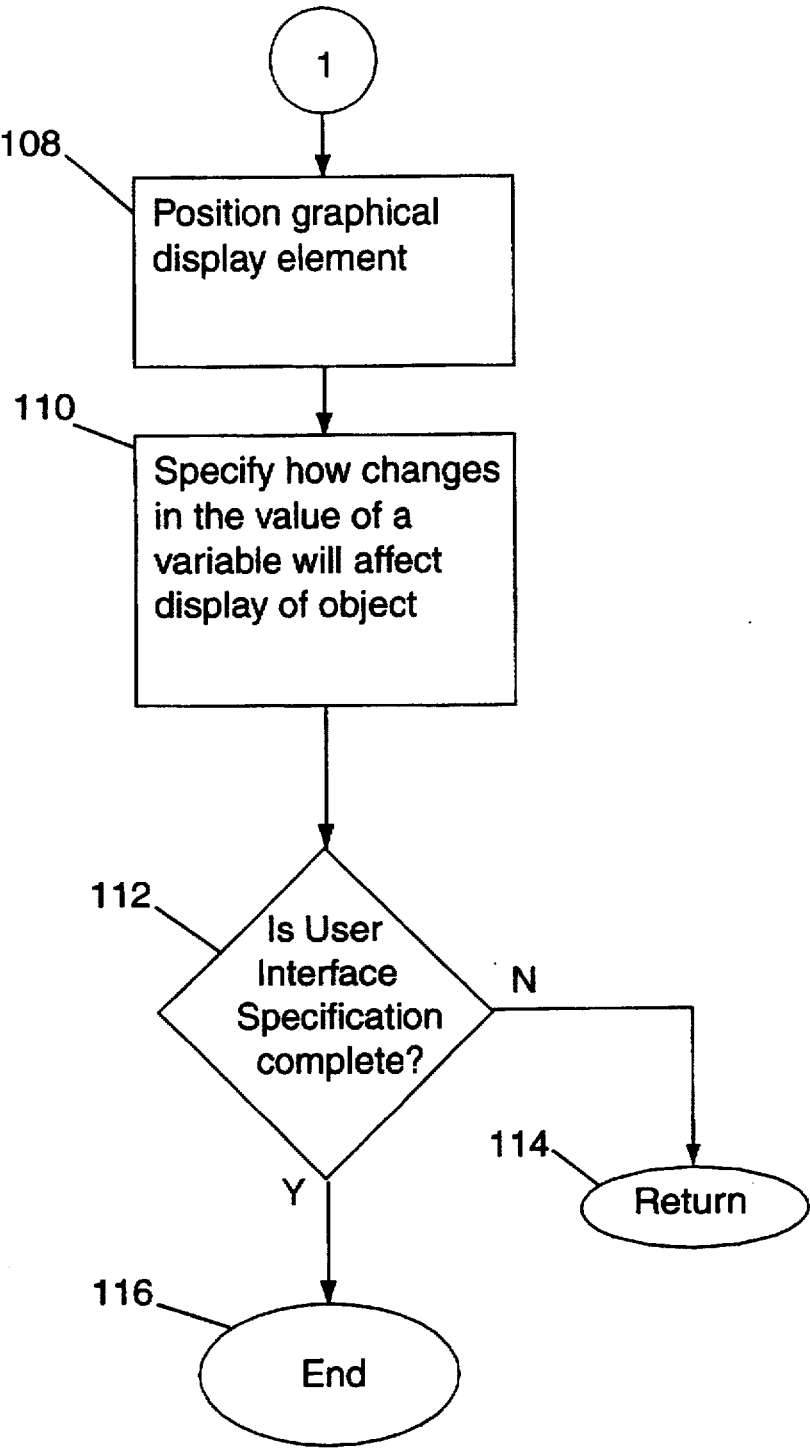 1
108
Position graphical
display element
110
Specify how changes
in the value of a
variable will affect
display of object
112
Is User
Interface
Specification
complete?
N
114
Return
Y
116
End